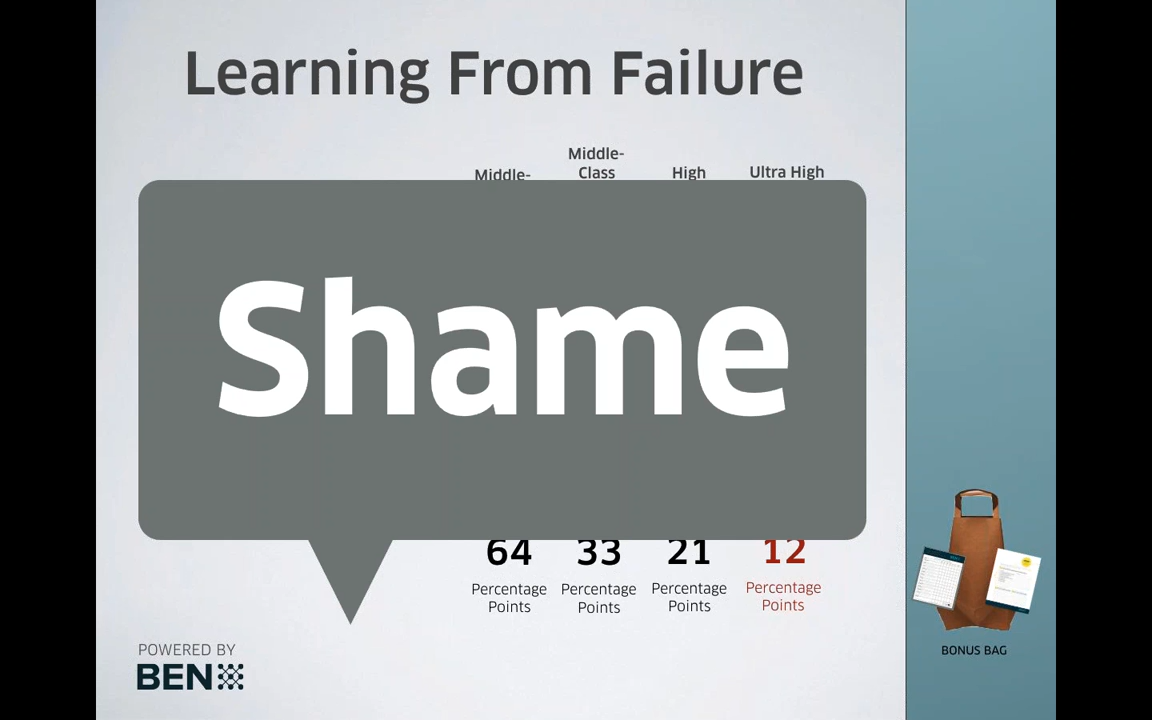 Learning From Failure
Middle-
Middle-
Class
High
Ultra High
Shame
64
33
21
12
Percentage
Points
Percentage
Points
Percentage
Points
Percentage
Points
POWERED BY
BEN
BONUS BAG